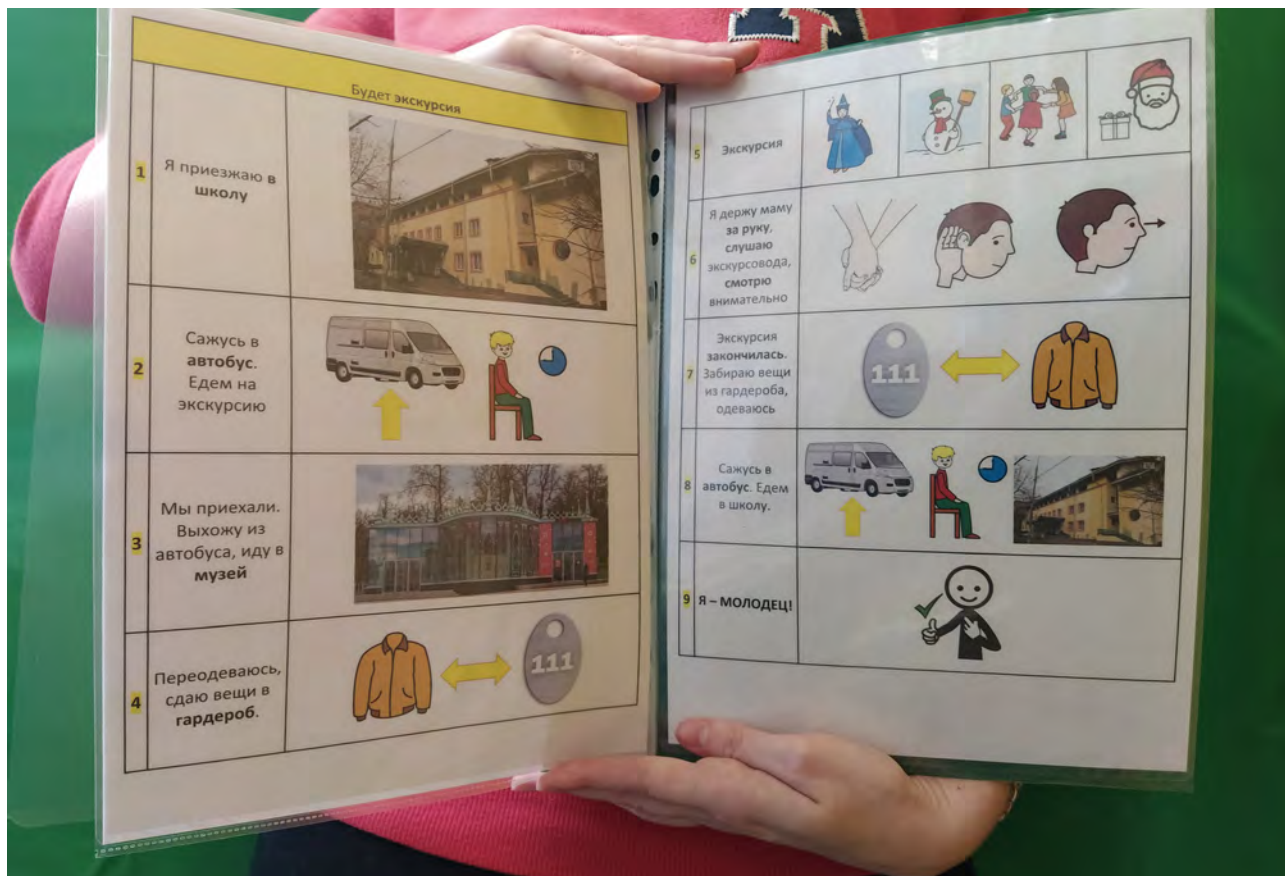 Будет экскурсия
1
Я приезжаю в
школу
2
Сажусь в
автобус.
Едем на
экскурсию
3
Мы приехали.
Выхожу из
автобуса, иду в
музей
4
Переодеваюсь,
сдаю вещи в
гардероб.
111
5
Экскурсия
6
Я держу маму
за руку,
слушаю
экскурсовода,
смотрю
внимательно
7
Экскурсия
закончилась.
Забираю вещи
из гардероба,
одеваюсь
111
8
Сажусь в
автобус. Едем
в школу.
9
Я – МОЛОДЕЦ!